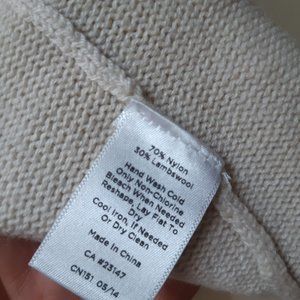 70% Nylon
30% Lambswool
Hand Wash Cold
Only Non-Chlorine
Bleach When Needed
Reshape, Lay Flat To
Dry
Cool Iron, If Needed
Or Dry Clean
Made In China
CA #23147
CN151 05/14